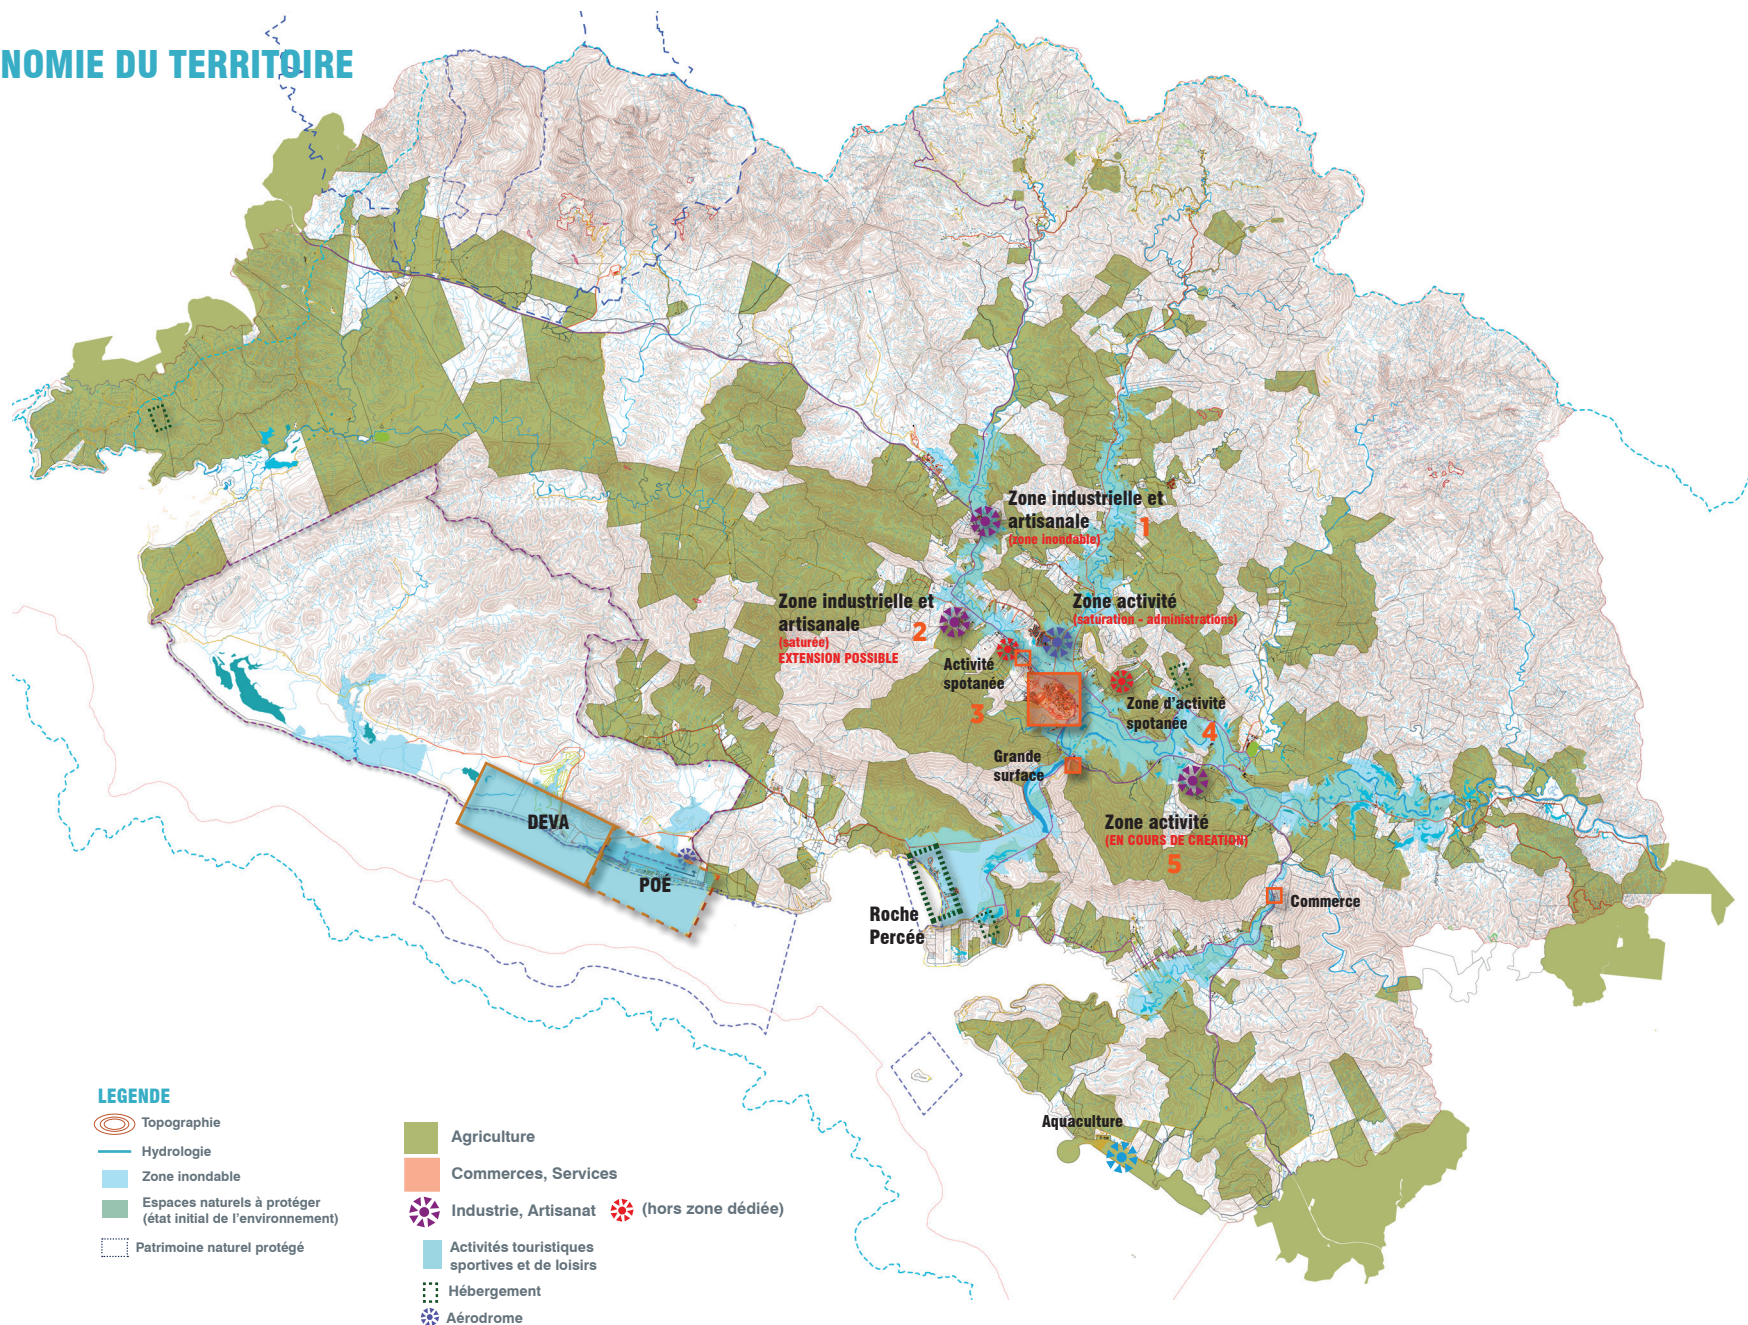 NOMIE DU TERRITOIRE
Zone industrielle et
artisanale
(zone inondable)
1
Zone industrielle et
artisanale
(saturée)
EXTENSION POSSIBLE
2
Zone activité
(saturation - administrations)
Activité
spotanée
3
Zone d'activité
spotanée
4
Grande
surface
Zone activité
(EN COURS DE CREATION)
5
DEVA
POÉ
Roche
Percée
Commerce
Aquaculture
LEGENDE
Topographie
Hydrologie
Zone inondable
Espaces naturels à protéger
(état initial de l'environnement)
Patrimoine naturel protégé
Agriculture
Commerces, Services
Industrie, Artisanat
(hors zone dédiée)
Activités touristiques
sportives et de loisirs
Hébergement
Aérodrome